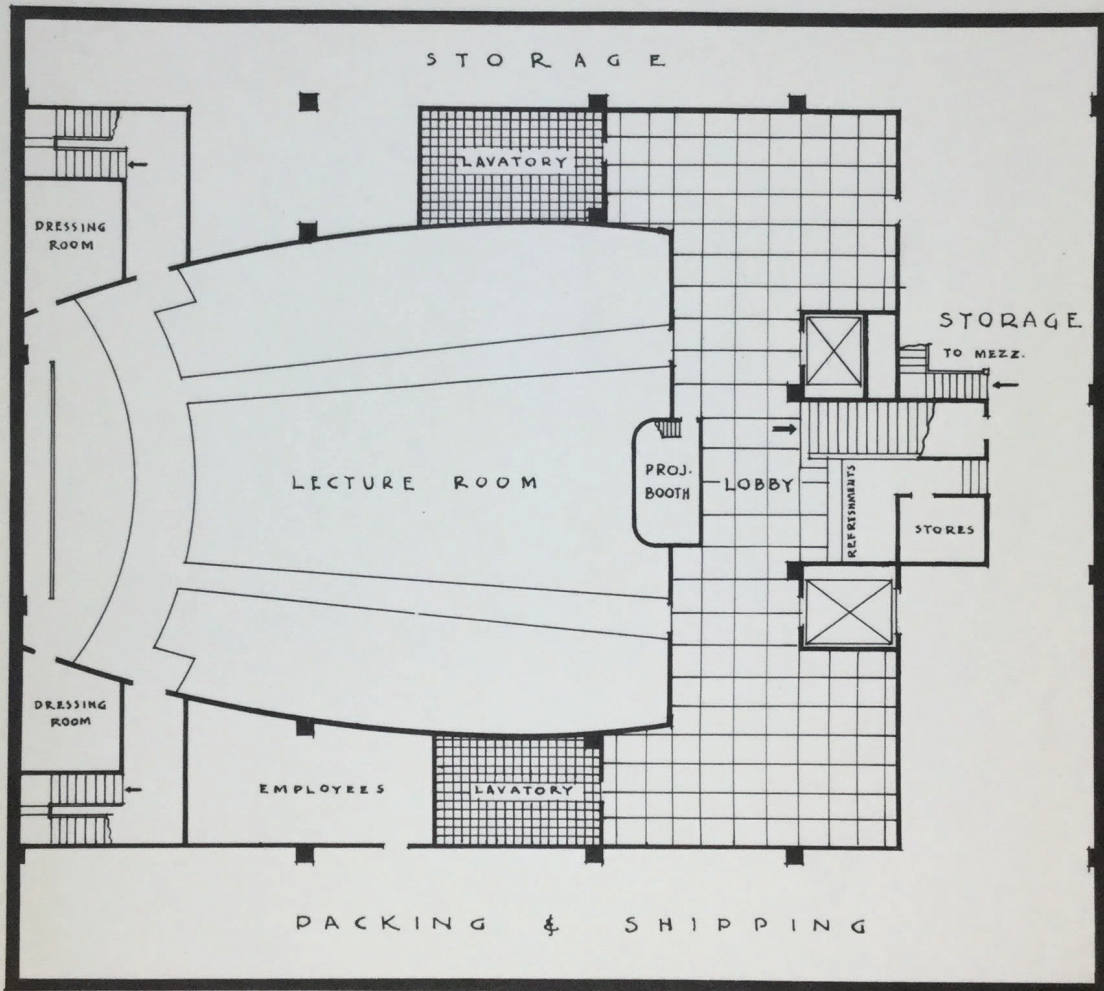 STORAGE
LAVATORY
DRESSING
ROOM
STORAGE
TO MEZZ.
LECTURE ROOM
PROJ.
BOOTH
LOBBY
REFRESHMENTS
STORES
DRESSING
ROOM
EMPLOYEES
LAVATORY
PACKING & SHIPPING